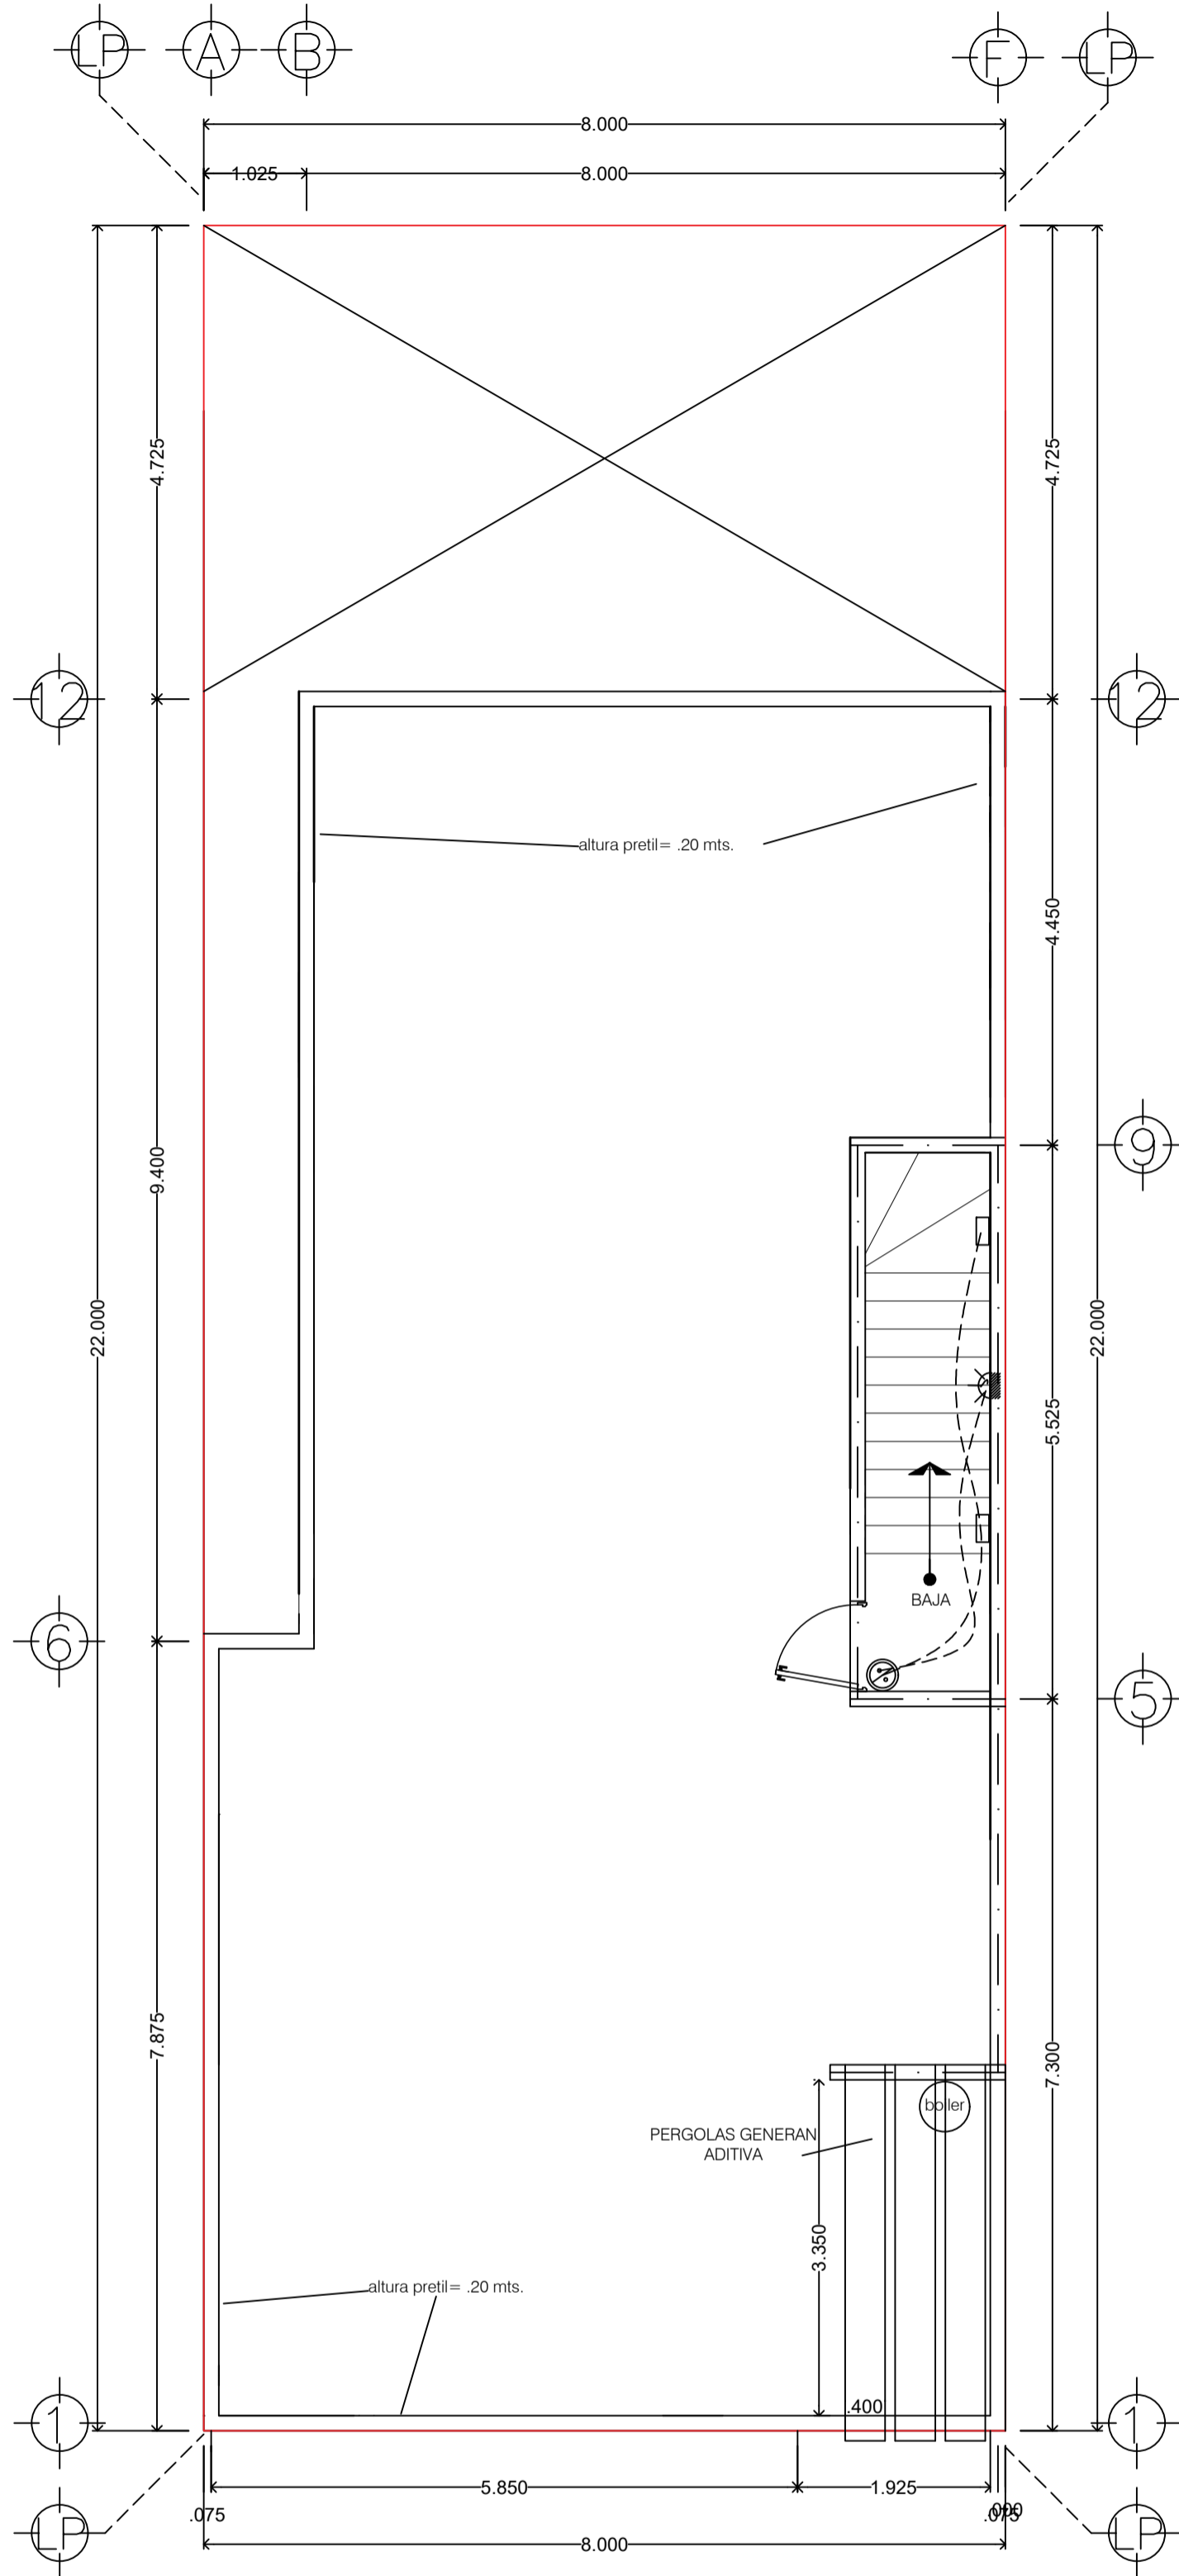 LP A B F LP
8.000
1.025 8.000
4.725 4.725
12 12
altura pretil= .20 mts.
4.450
9.400 9
22.000 22.000
5.525
BAJA
6 5
7.875 7.300
boiler
PERGOLAS GENERAN
ADITIVA
3.350
altura pretil= .20 mts.
.400
1 1
5.850 1.925
.075 .075
LP 8.000 LP